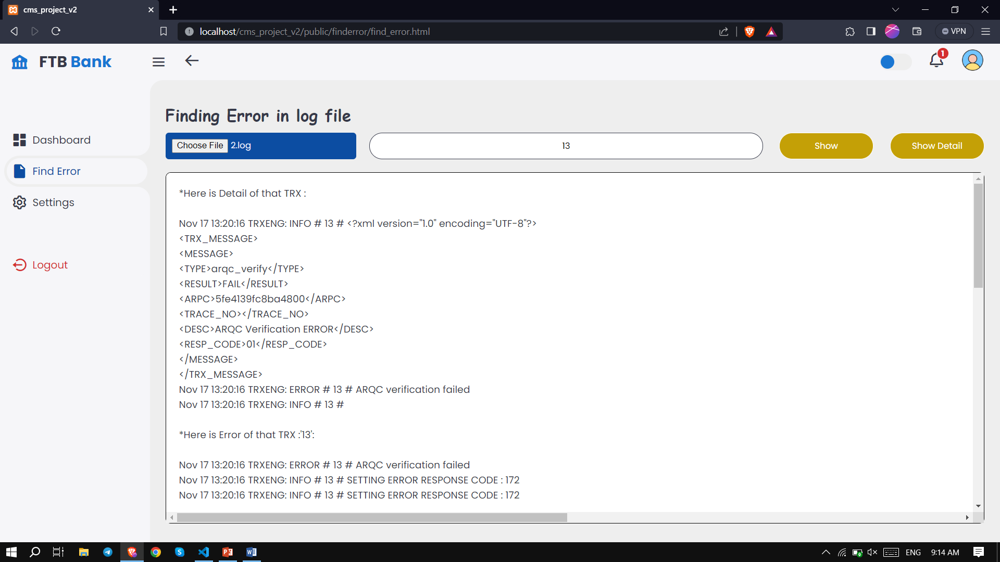 cms_project_v2
localhost/cms_project_v2/public/finderror/find_error.html
VPN
FTB Bank
1
Dashboard
Find Error
Settings
Logout
Finding Error in log file
Choose File 2.log
13
Show
Show Detail
*Here is Detail of that TRX :
Nov 17 13:20:16 TRXENG: INFO # 13 # <?xml version="1.0" encoding="UTF-8"?>
<TRX_MESSAGE>
<MESSAGE>
<TYPE>arqc_verify</TYPE>
<RESULT>FAIL</RESULT>
<ARPC>5fe4139fc8ba4800</ARPC>
<TRACE_NO></TRACE_NO>
<DESC>ARQC Verification ERROR</DESC>
<RESP_CODE>01</RESP_CODE>
</MESSAGE>
</TRX_MESSAGE>
Nov 17 13:20:16 TRXENG: ERROR # 13 # ARQC verification failed
Nov 17 13:20:16 TRXENG: INFO # 13 #
*Here is Error of that TRX :'13':
Nov 17 13:20:16 TRXENG: ERROR # 13 # ARQC verification failed
Nov 17 13:20:16 TRXENG: INFO # 13 # SETTING ERROR RESPONSE CODE : 172
Nov 17 13:20:16 TRXENG: INFO # 13 # SETTING ERROR RESPONSE CODE : 172
ENG
9:14 AM